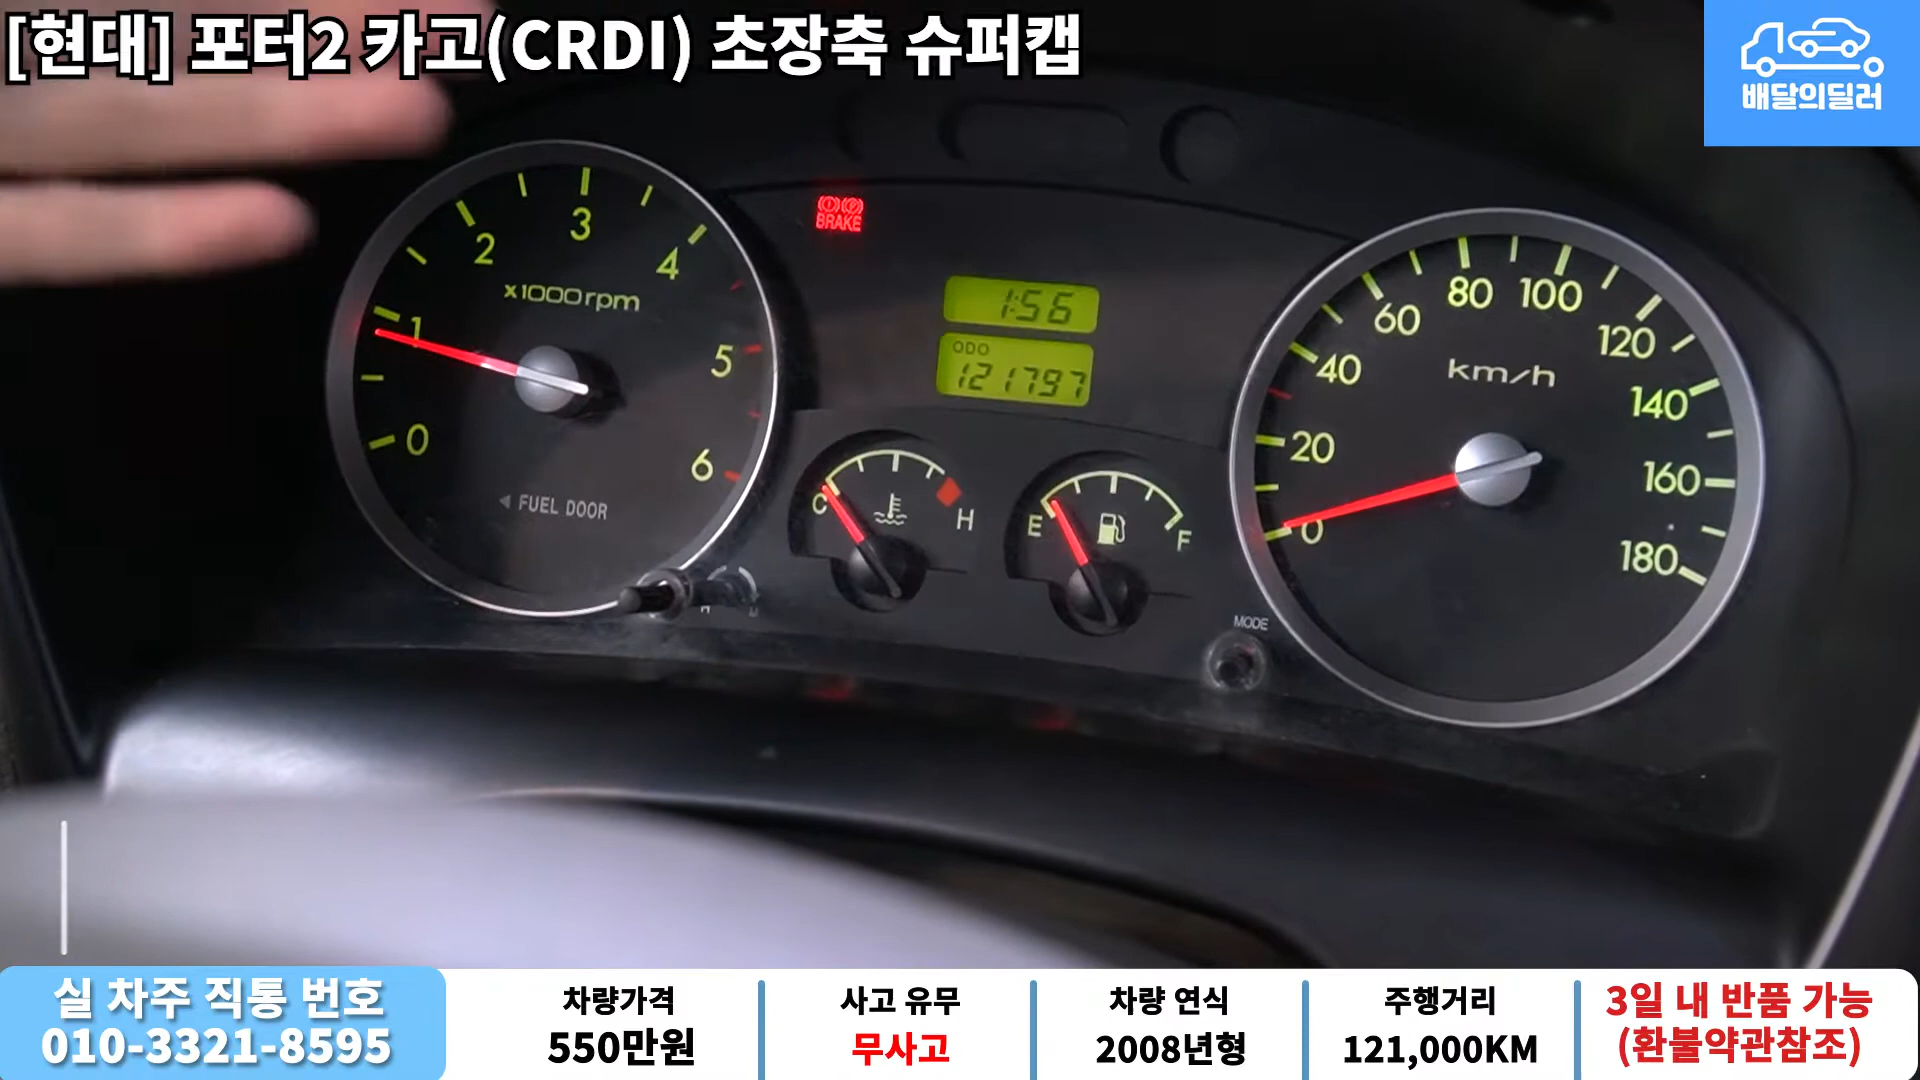 [현대] 포터2 카고(CRDI) 초장축 슈퍼캡
배달의딜러
BRAKE
0 1 2 3 4 5 6
x1000rpm
FUEL DOOR
1:56
ODO
121797
C H
E F
MODE
0 20 40 60 80 100 120 140 160 180
km/h
실 차주 직통 번호
010-3321-8595
차량가격
550만원
사고 유무
무사고
차량 연식
2008년형
주행거리
121,000KM
3일 내 반품 가능
(환불약관참조)